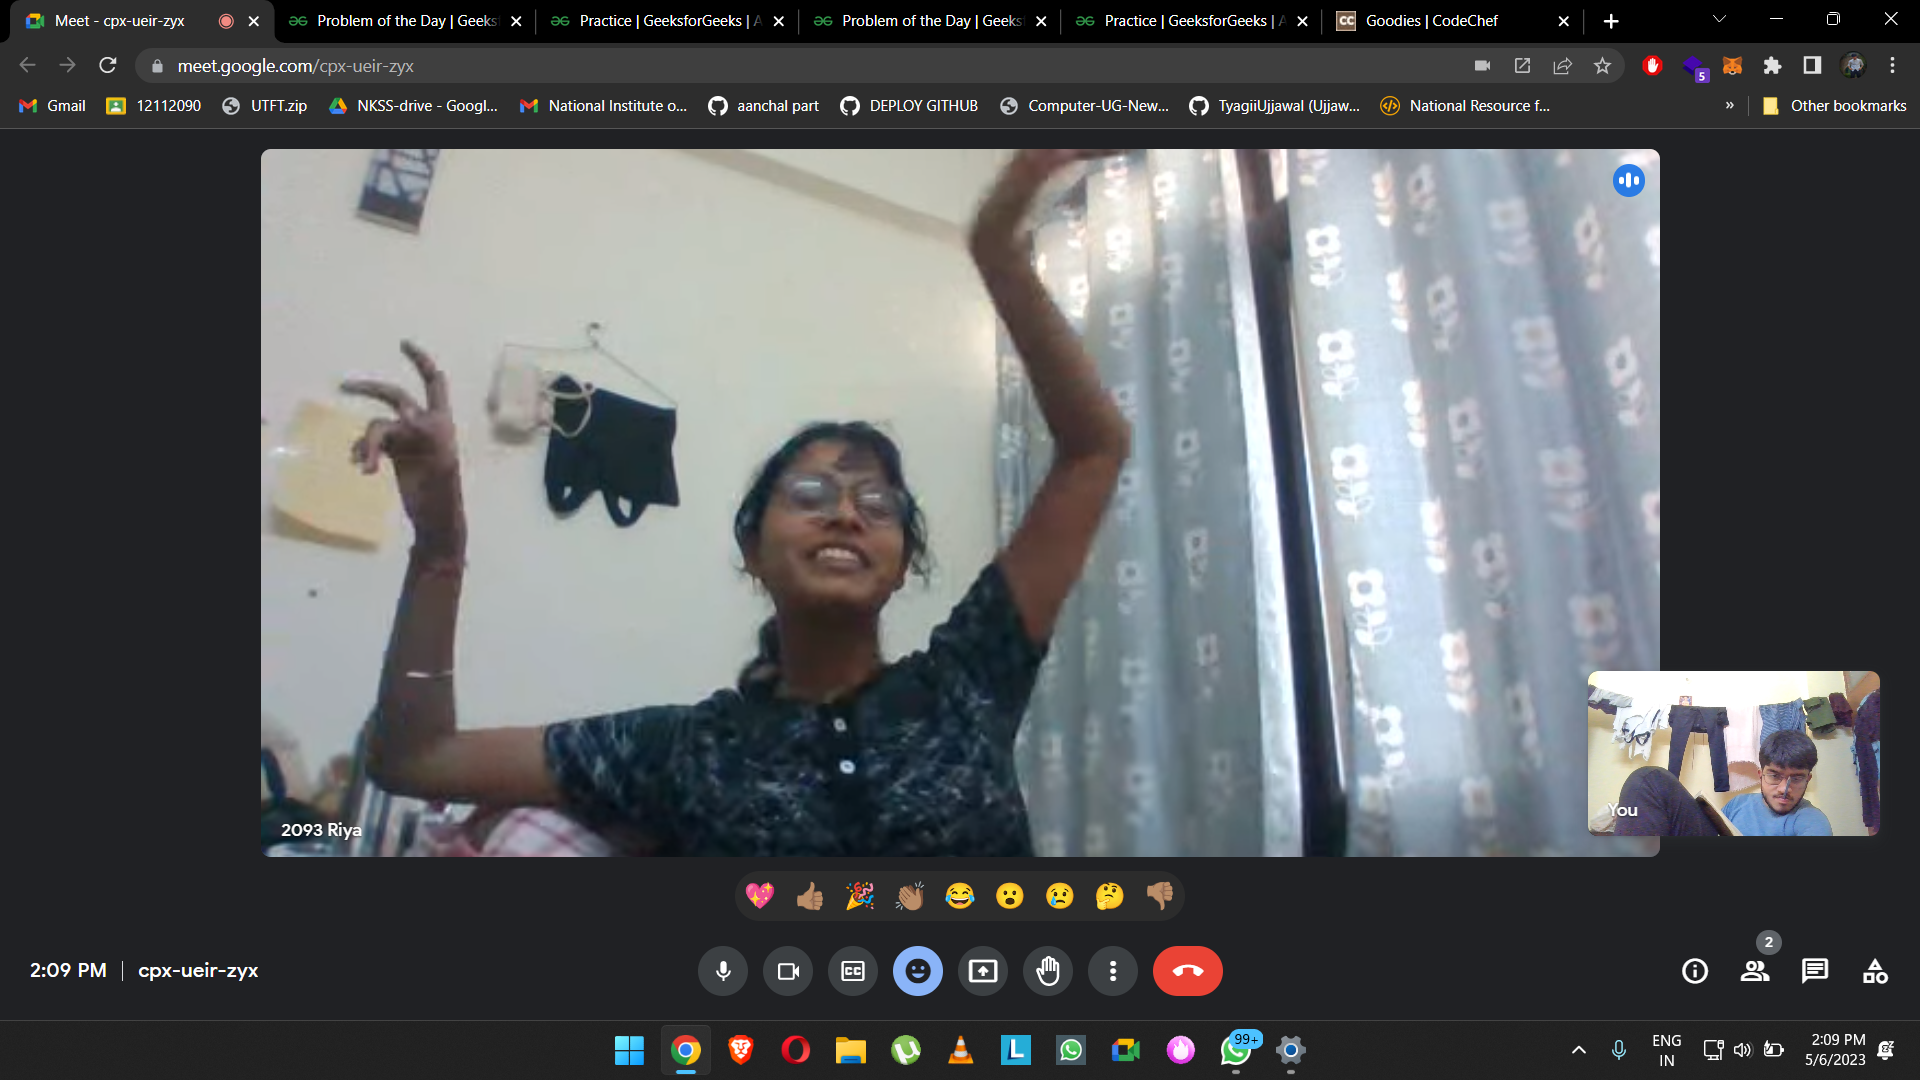 Meet - cpx-ueir-zyx
Problem of the Day | Geeks
Practice | GeeksforGeeks | A
Problem of the Day | Geeks
Practice | GeeksforGeeks | A
CC Goodies | CodeChef
meet.google.com/cpx-ueir-zyx
5
Gmail
12112090
UTFT.zip
NKSS-drive - Googl...
National Institute o...
aanchal part
DEPLOY GITHUB
Computer-UG-New...
TyagiiUjjawal (Ujjaw...
National Resource f...
»
Other bookmarks
2093 Riya
You
2:09 PM | cpx-ueir-zyx
CC
2
L
99+
ENG
IN
2:09 PM
5/6/2023